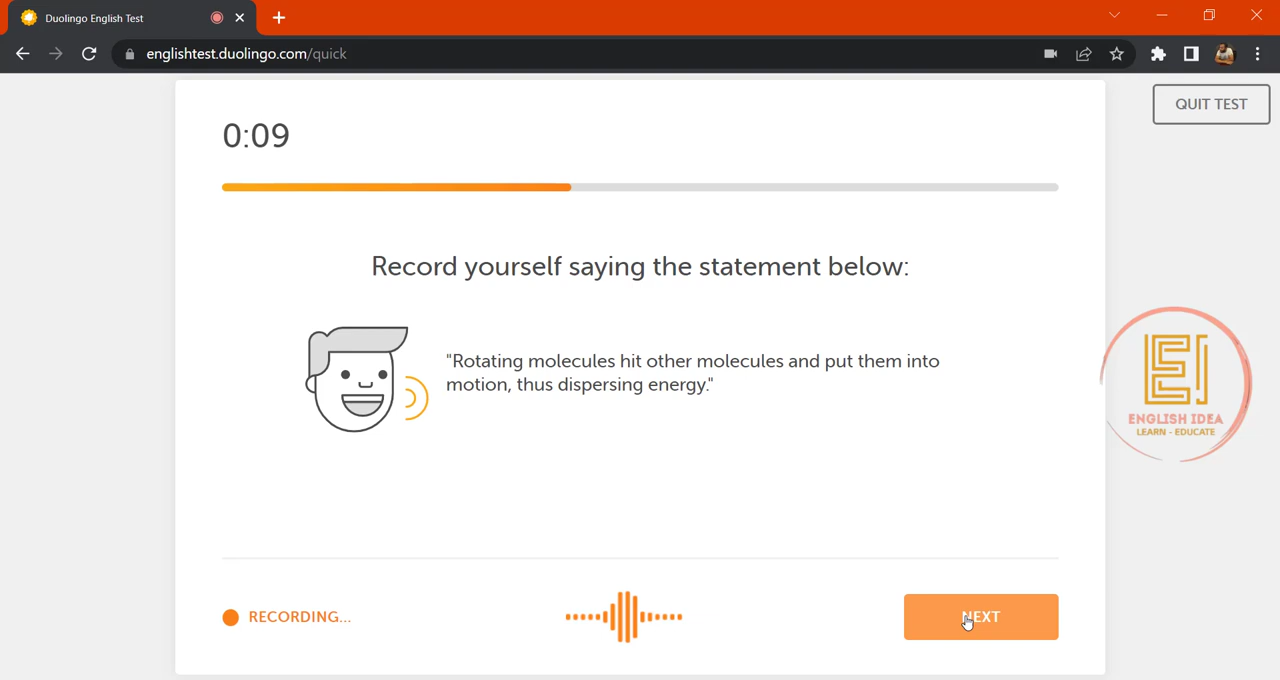 Duolingo English Test
englishtest.duolingo.com/quick
QUIT TEST
0:09
Record yourself saying the statement below:
"Rotating molecules hit other molecules and put them into
motion, thus dispersing energy."
ENGLISH IDEA
LEARN - EDUCATE
RECORDING...
NEXT